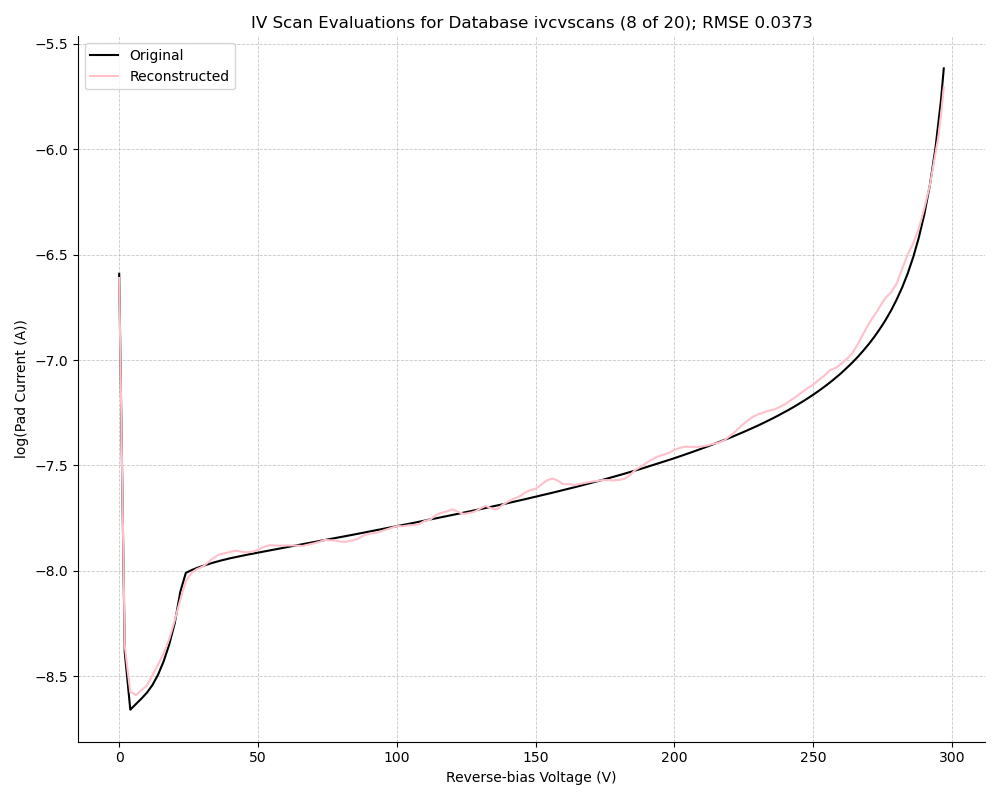 IV Scan Evaluations for Database ivcvscans (8 of 20); RMSE 0.0373
Original
Reconstructed
−5.5
−6.0
−6.5
−7.0
−7.5
−8.0
−8.5
log(Pad Current (A))
0
50
100
150
200
250
300
Reverse-bias Voltage (V)